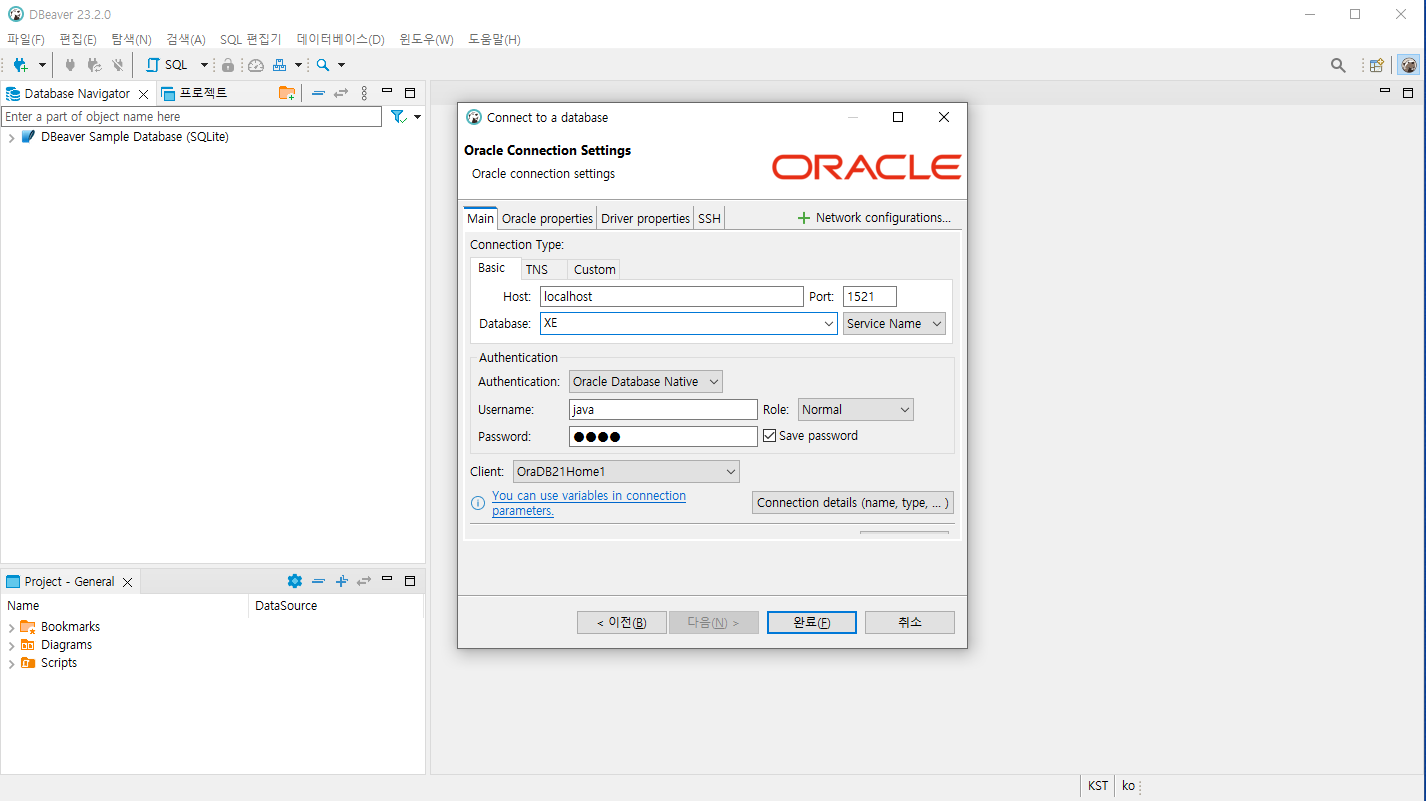 DBeaver 23.2.0
파일(F) 편집(E) 탐색(N) 검색(A) SQL 편집기 데이터베이스(D) 윈도우(W) 도움말(H)
SQL
Database Navigator 프로젝트
Enter a part of object name here
DBeaver Sample Database (SQLite)
Project - General
Name DataSource
Bookmarks
Diagrams
Scripts
Connect to a database
Oracle Connection Settings
Oracle connection settings
ORACLE
Main Oracle properties Driver properties SSH Network configurations...
Connection Type:
Basic TNS Custom
Host: localhost Port: 1521
Database: XE Service Name
Authentication
Authentication: Oracle Database Native
Username: java Role: Normal
Password: ●●●● Save password
Client: OraDB21Home1
You can use variables in connection
parameters.
Connection details (name, type, ... )
< 이전(B) 다음(N) > 완료(F) 취소
KST ko